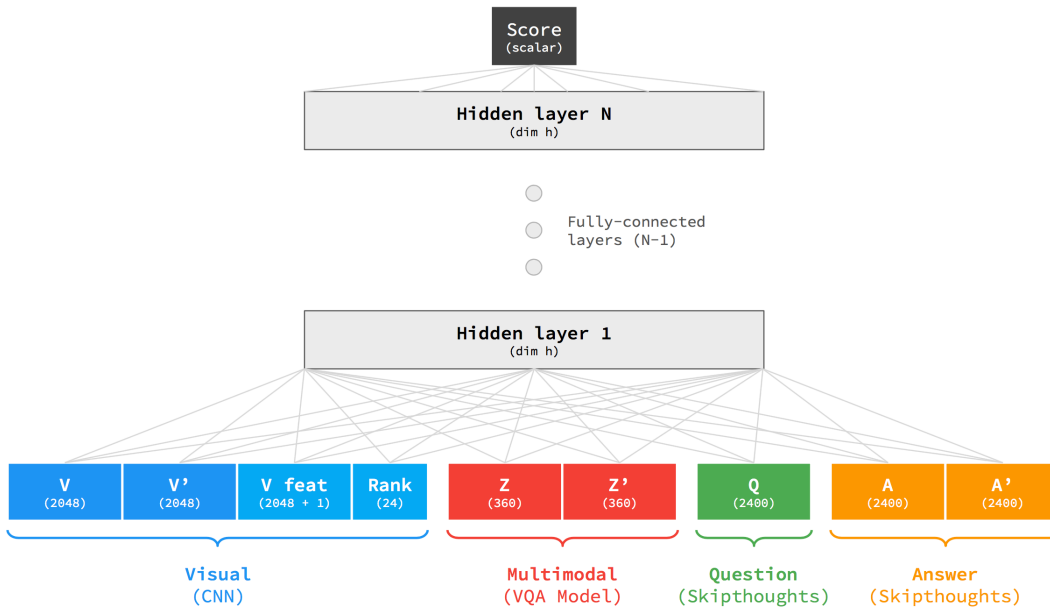 Score
(scalar)
Hidden layer N
(dim h)
Fully-connected
layers (N-1)
Hidden layer 1
(dim h)
V
(2048)
V’
(2048)
V feat
(2048 + 1)
Rank
(24)
Z
(360)
Z’
(360)
Q
(2400)
A
(2400)
A’
(2400)
Visual
(CNN)
Multimodal
(VQA Model)
Question
(Skipthoughts)
Answer
(Skipthoughts)